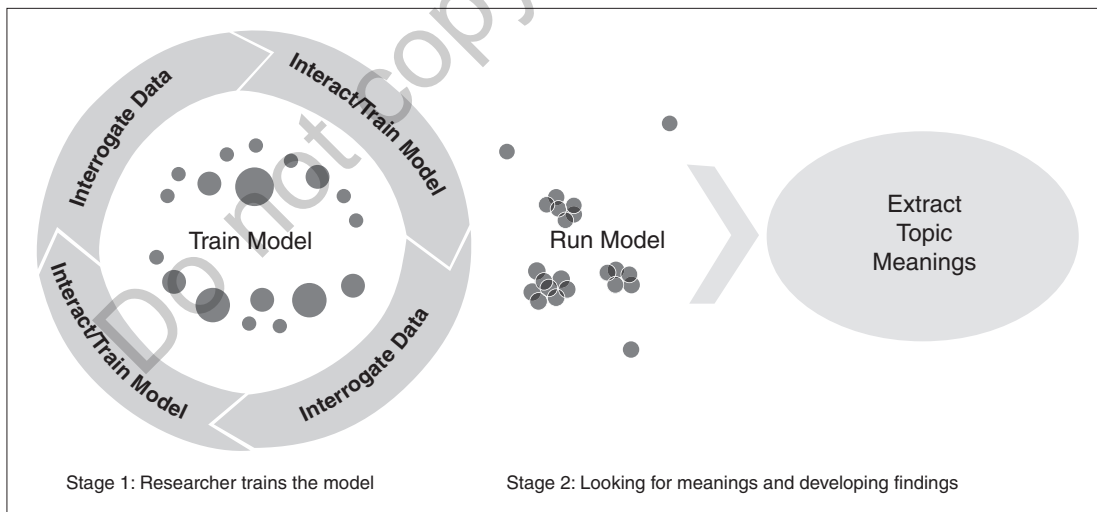 Do not copy
Interrogate Data
Interact/Train Model
Train Model
Interact/Train Model
Interrogate Data
Run Model
Extract
Topic
Meanings
Stage 1: Researcher trains the model
Stage 2: Looking for meanings and developing findings